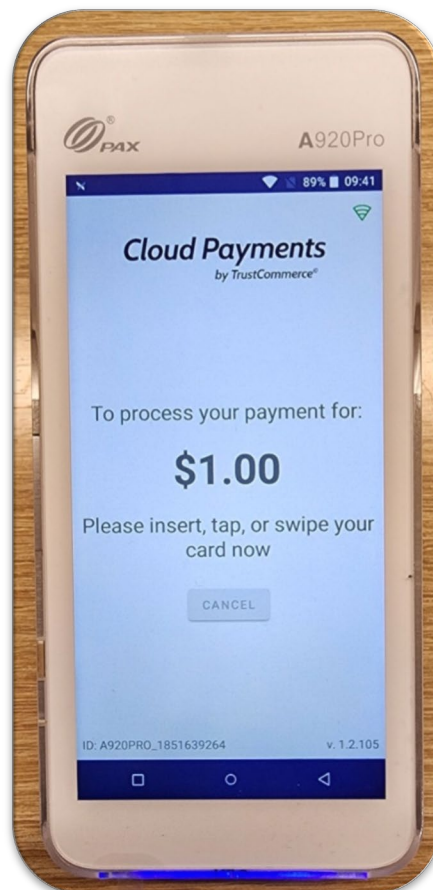 PAX®
A920Pro
89% 09:41
Cloud Payments
by TrustCommerce®
To process your payment for:
$1.00
Please insert, tap, or swipe your
card now
CANCEL
ID: A920PRO_1851639264
v. 1.2.105